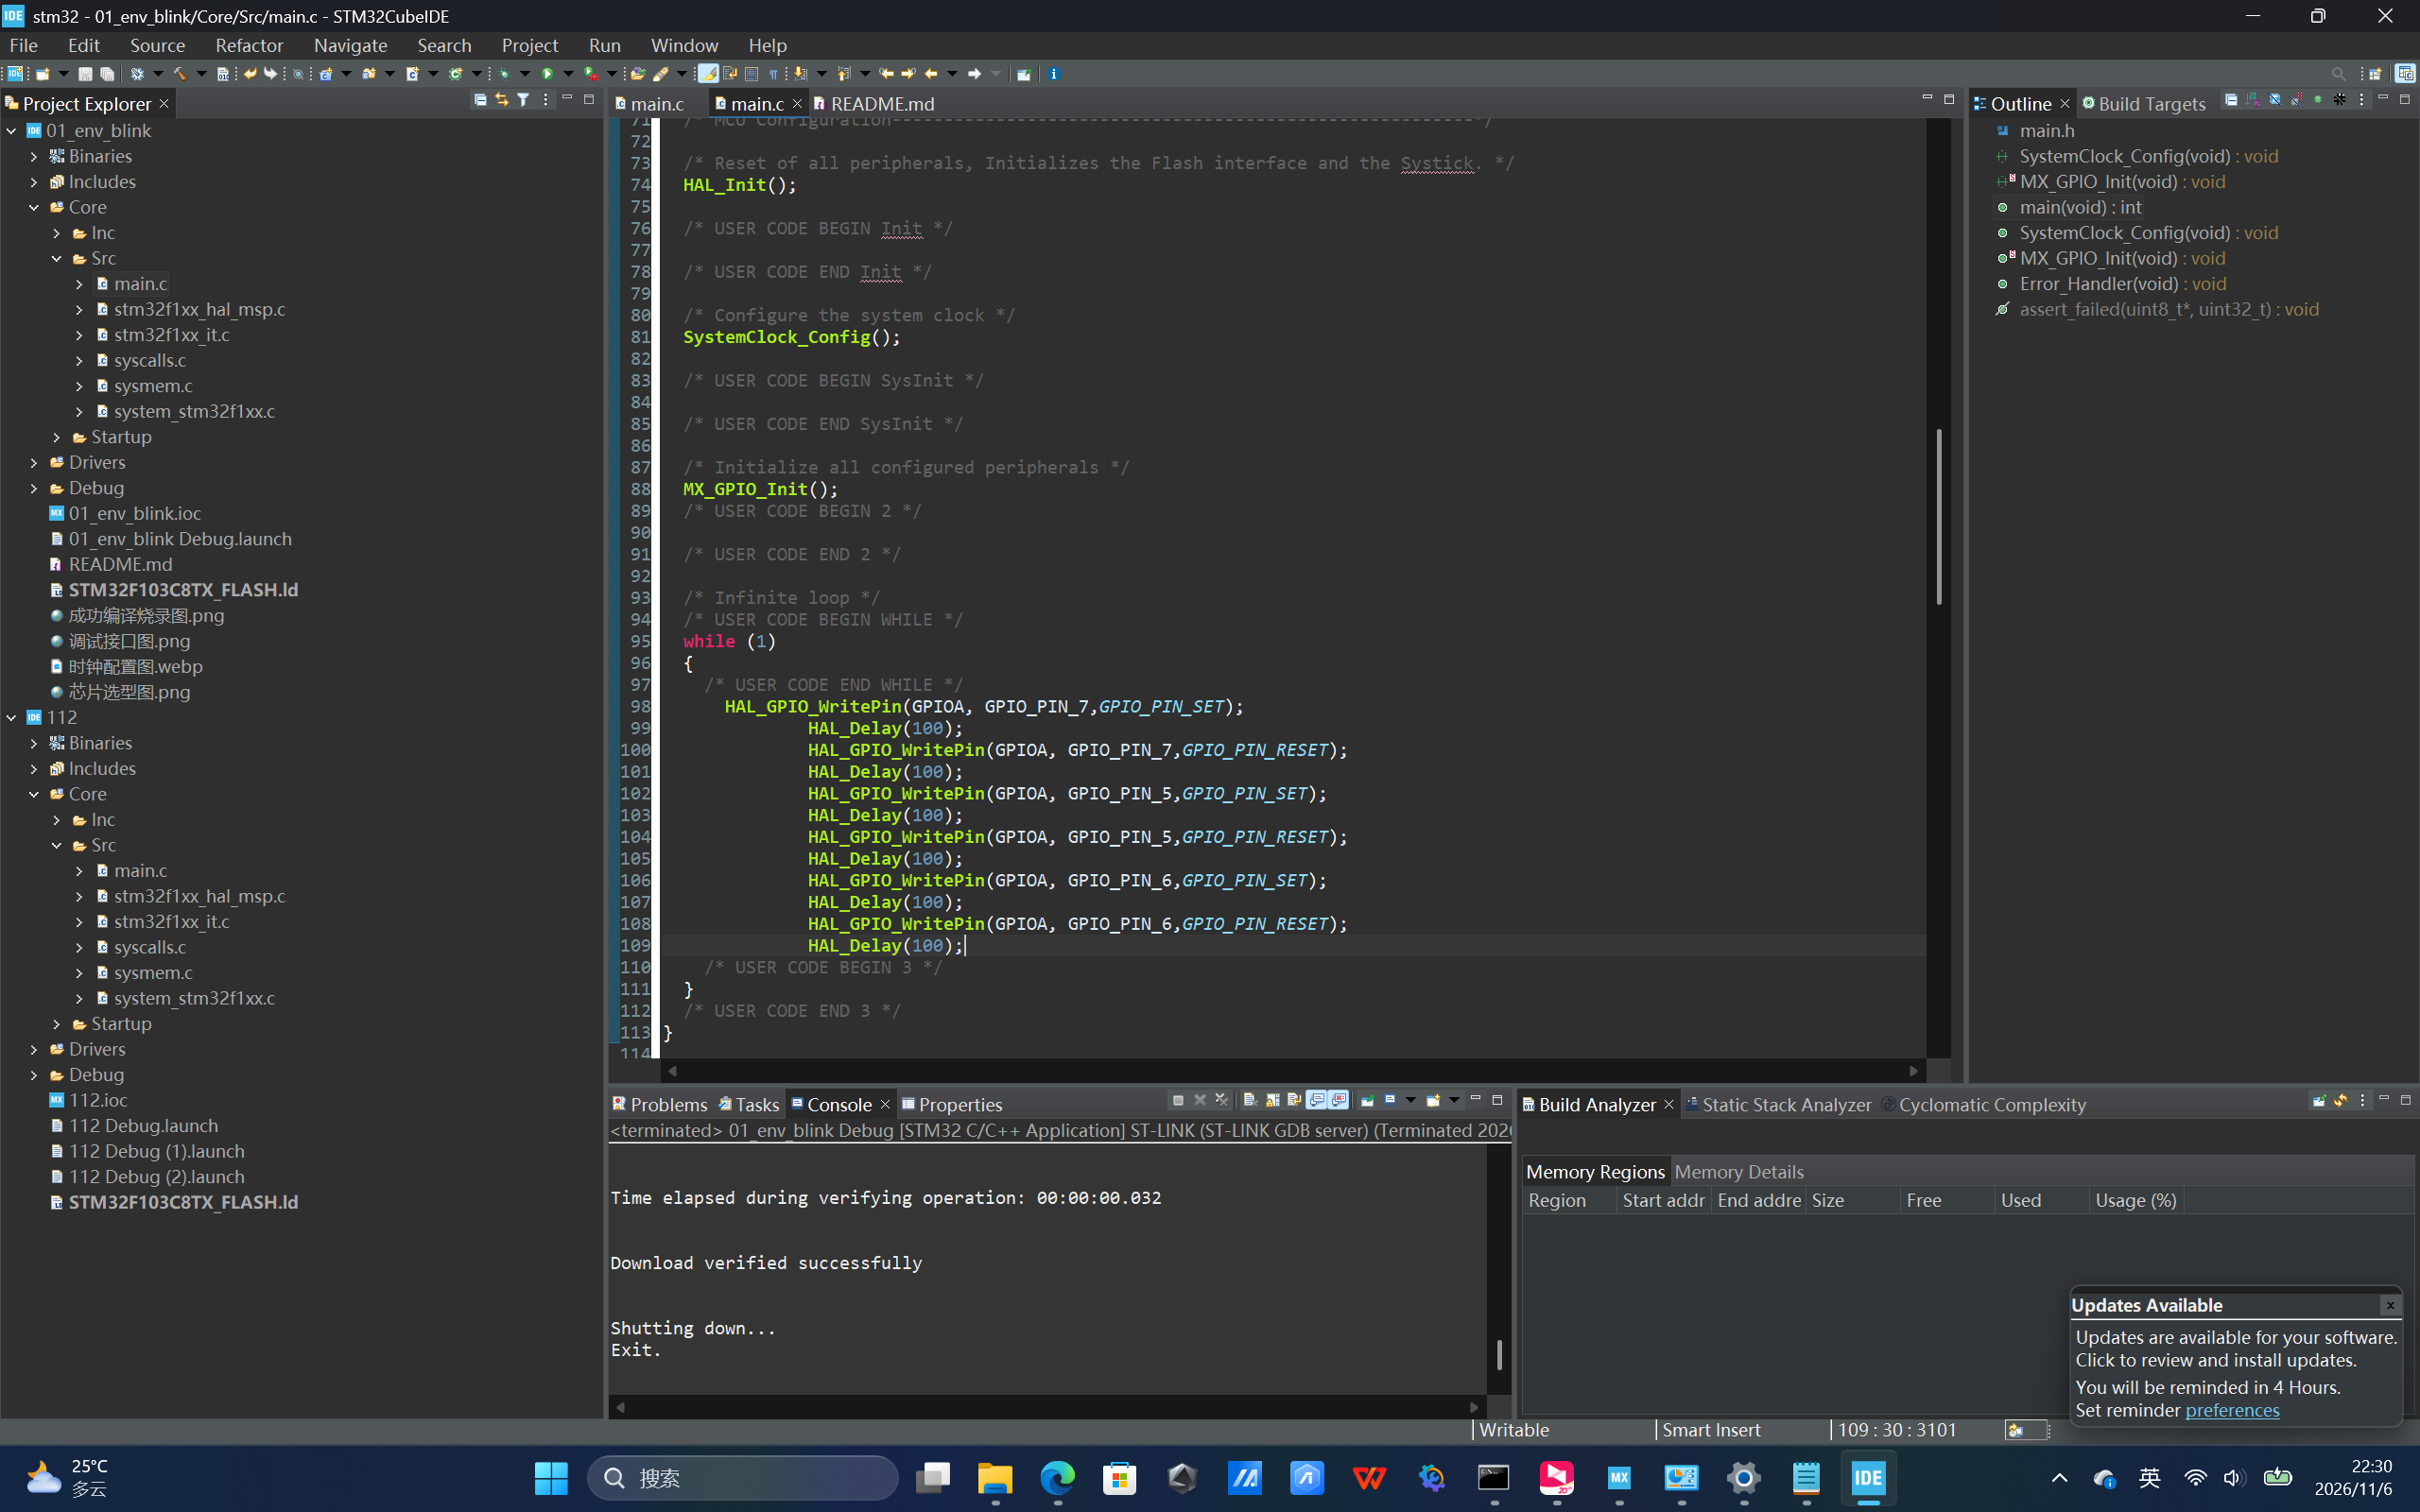 stm32 - 01_env_blink/Core/Src/main.c - STM32CubeIDE
File Edit Source Refactor Navigate Search Project Run Window Help
Project Explorer
01_env_blink
Binaries
Includes
Core
Inc
Src
main.c
stm32f1xx_hal_msp.c
stm32f1xx_it.c
syscalls.c
sysmem.c
system_stm32f1xx.c
Startup
Drivers
Debug
01_env_blink.ioc
01_env_blink Debug.launch
README.md
STM32F103C8TX_FLASH.ld
成功编译烧录图.png
调试接口图.png
时钟配置图.webp
芯片选型图.png
112
Binaries
Includes
Core
Inc
Src
main.c
stm32f1xx_hal_msp.c
stm32f1xx_it.c
syscalls.c
sysmem.c
system_stm32f1xx.c
Startup
Drivers
Debug
112.ioc
112 Debug.launch
112 Debug (1).launch
112 Debug (2).launch
STM32F103C8TX_FLASH.ld
main.c main.c README.md
71 /* MCU Configuration--------------------------------------------------------*/
72
73 /* Reset of all peripherals, Initializes the Flash interface and the Systick. */
74 HAL_Init();
75
76 /* USER CODE BEGIN Init */
77
78 /* USER CODE END Init */
79
80 /* Configure the system clock */
81 SystemClock_Config();
82
83 /* USER CODE BEGIN SysInit */
84
85 /* USER CODE END SysInit */
86
87 /* Initialize all configured peripherals */
88 MX_GPIO_Init();
89 /* USER CODE BEGIN 2 */
90
91 /* USER CODE END 2 */
92
93 /* Infinite loop */
94 /* USER CODE BEGIN WHILE */
95 while (1)
96 {
97 /* USER CODE END WHILE */
98 HAL_GPIO_WritePin(GPIOA, GPIO_PIN_7,GPIO_PIN_SET);
99 HAL_Delay(100);
100 HAL_GPIO_WritePin(GPIOA, GPIO_PIN_7,GPIO_PIN_RESET);
101 HAL_Delay(100);
102 HAL_GPIO_WritePin(GPIOA, GPIO_PIN_5,GPIO_PIN_SET);
103 HAL_Delay(100);
104 HAL_GPIO_WritePin(GPIOA, GPIO_PIN_5,GPIO_PIN_RESET);
105 HAL_Delay(100);
106 HAL_GPIO_WritePin(GPIOA, GPIO_PIN_6,GPIO_PIN_SET);
107 HAL_Delay(100);
108 HAL_GPIO_WritePin(GPIOA, GPIO_PIN_6,GPIO_PIN_RESET);
109 HAL_Delay(100);
110 /* USER CODE BEGIN 3 */
111 }
112 /* USER CODE END 3 */
113 }
114
Outline Build Targets
main.h
SystemClock_Config(void) : void
MX_GPIO_Init(void) : void
main(void) : int
SystemClock_Config(void) : void
MX_GPIO_Init(void) : void
Error_Handler(void) : void
assert_failed(uint8_t*, uint32_t) : void
Problems Tasks Console Properties
<terminated> 01_env_blink Debug [STM32 C/C++ Application] ST-LINK (ST-LINK GDB server) (Terminated 202
Time elapsed during verifying operation: 00:00:00.032
Download verified successfully
Shutting down...
Exit.
Build Analyzer Static Stack Analyzer Cyclomatic Complexity
Memory Regions Memory Details
Region Start addr End addre Size Free Used Usage (%)
Updates Available
Updates are available for your software.
Click to review and install updates.
You will be reminded in 4 Hours.
Set reminder preferences
Writable Smart Insert 109 : 30 : 3101
25°C
多云
搜索
MX
IDE
英
22:30
2026/11/6